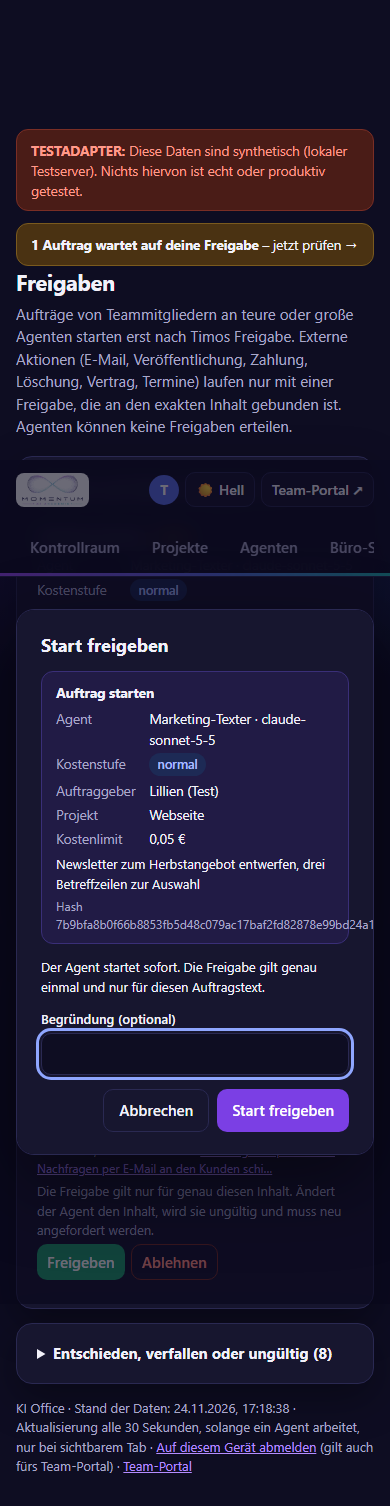 TESTADAPTER: Diese Daten sind synthetisch (lokaler
Testserver). Nichts hiervon ist echt oder produktiv
getestet.
1 Auftrag wartet auf deine Freigabe – jetzt prüfen →
Freigaben
Aufträge von Teammitgliedern an teure oder große
Agenten starten erst nach Timos Freigabe. Externe
Aktionen (E-Mail, Veröffentlichung, Zahlung,
Löschung, Vertrag, Termine) laufen nur mit einer
Freigabe, die an den exakten Inhalt gebunden ist.
Agenten können keine Freigaben erteilen.
MOMENTUM
T
Hell
Team-Portal ↗
Kontrollraum Projekte Agenten Büro-S
Kostenstufe normal
Start freigeben
Auftrag starten
Agent Marketing-Texter · claude-
sonnet-5-5
Kostenstufe normal
Auftraggeber Lillien (Test)
Projekt Webseite
Kostenlimit 0,05 €
Newsletter zum Herbstangebot entwerfen, drei
Betreffzeilen zur Auswahl
Hash
7b9bfa8b0f66b8853fb5d48c079ac17baf2fd82878e99bd24a1
Der Agent startet sofort. Die Freigabe gilt genau
einmal und nur für diesen Auftragstext.
Begründung (optional)
Abbrechen Start freigeben
Nachfragen per E-Mail an den Kunden schi...
Die Freigabe gilt nur für genau diesen Inhalt. Ändert
der Agent den Inhalt, wird sie ungültig und muss neu
angefordert werden.
Freigeben Ablehnen
▶ Entschieden, verfallen oder ungültig (8)
KI Office · Stand der Daten: 24.11.2026, 17:18:38 ·
Aktualisierung alle 30 Sekunden, solange ein Agent arbeitet,
nur bei sichtbarem Tab · Auf diesem Gerät abmelden (gilt auch
fürs Team-Portal) · Team-Portal